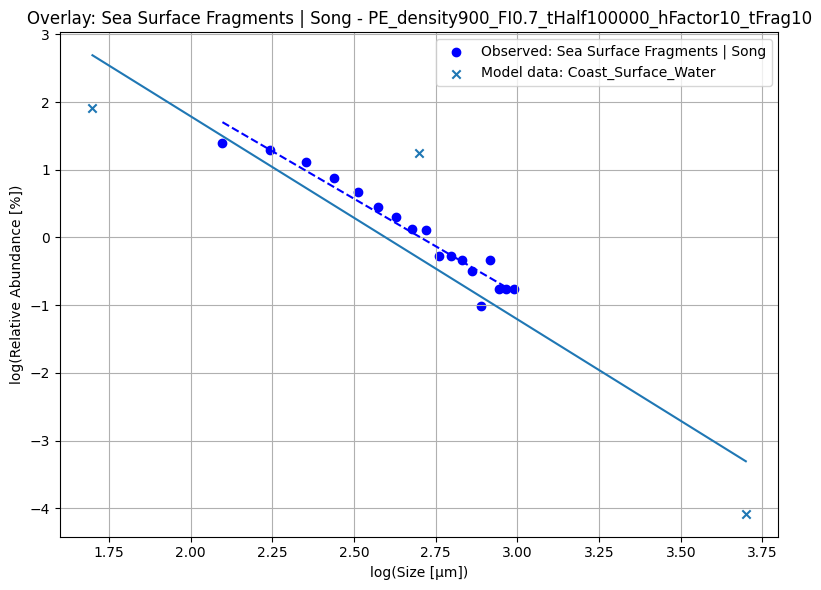 Overlay: Sea Surface Fragments | Song - PE_density900_FI0.7_tHalf100000_hFactor10_tFrag10
Observed: Sea Surface Fragments | Song
Model data: Coast_Surface_Water
log(Relative Abundance [%])
3
2
1
0
−1
−2
−3
−4
1.75 2.00 2.25 2.50 2.75 3.00 3.25 3.50 3.75
log(Size [μm])